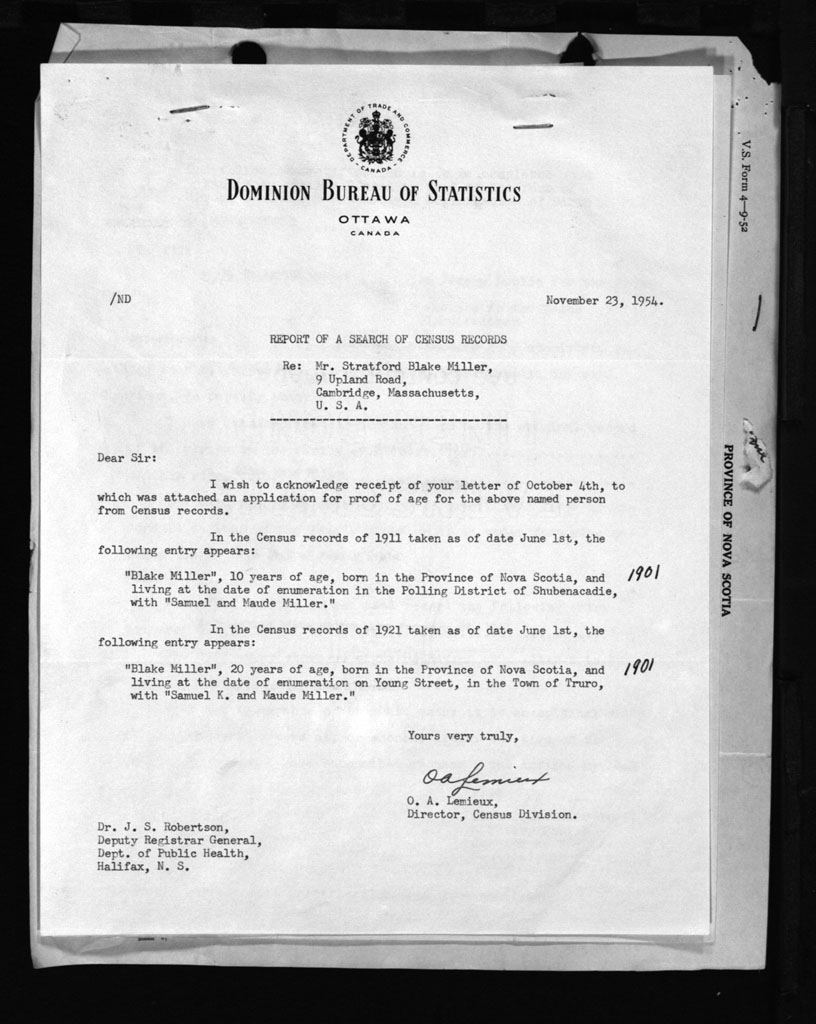 DEPARTMENT OF TRADE AND COMMERCE
CANADA
DOMINION BUREAU OF STATISTICS
OTTAWA
CANADA
/ND
November 23, 1954.
REPORT OF A SEARCH OF CENSUS RECORDS
Re: Mr. Stratford Blake Miller,
9 Upland Road,
Cambridge, Massachusetts,
U. S. A.
Dear Sir:
I wish to acknowledge receipt of your letter of October 4th, to
which was attached an application for proof of age for the above named person
from Census records.
In the Census records of 1911 taken as of date June 1st, the
following entry appears:
"Blake Miller", 10 years of age, born in the Province of Nova Scotia, and 1901
living at the date of enumeration in the Polling District of Shubenacadie,
with "Samuel and Maude Miller."
In the Census records of 1921 taken as of date June 1st, the
following entry appears:
"Blake Miller", 20 years of age, born in the Province of Nova Scotia, and 1901
living at the date of enumeration on Young Street, in the Town of Truro,
with "Samuel K. and Maude Miller."
Yours very truly,
O A Lemieux
O. A. Lemieux,
Director, Census Division.
Dr. J. S. Robertson,
Deputy Registrar General,
Dept. of Public Health,
Halifax, N. S.
V.S. Form 4—9-52
PROVINCE OF NOVA SCOTIA